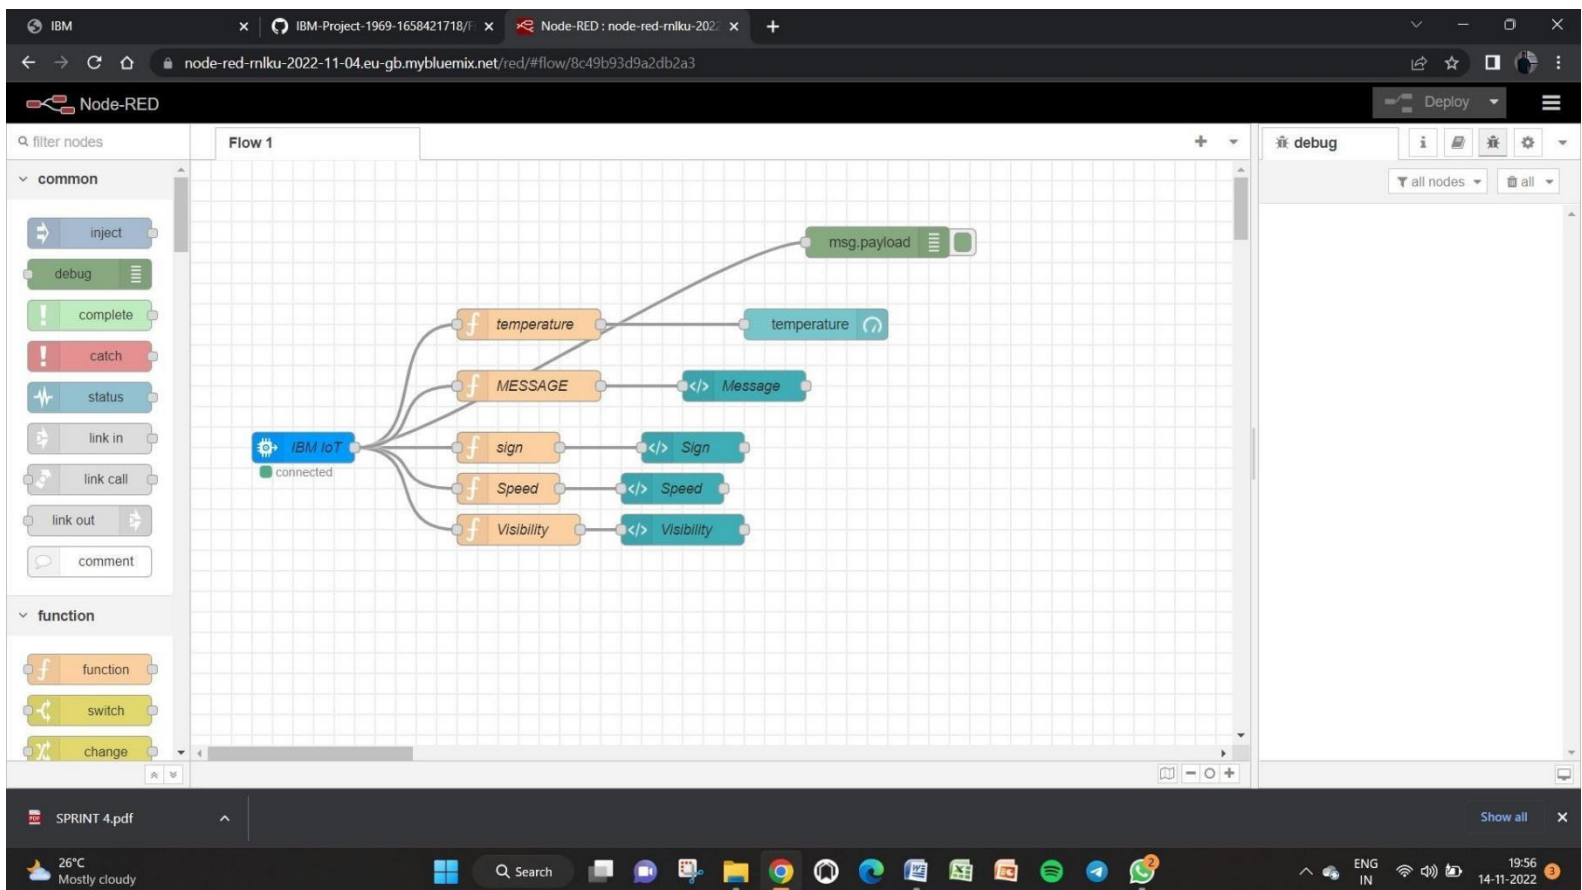 IBM
IBM-Project-1969-1658421718/F
Node-RED : node-red-rnlku-202
node-red-rnlku-2022-11-04.eu-gb.mybluemix.net/red/#flow/8c49b93d9a2db2a3
Node-RED
Deploy
filter nodes
Flow 1
debug
all nodes
all
common
inject
debug
complete
catch
status
link in
link call
link out
comment
function
function
switch
change
msg.payload
temperature
temperature
MESSAGE
Message
IBM IoT
connected
sign
Sign
Speed
Speed
Visibility
Visibility
SPRINT 4.pdf
Show all
26°C
Mostly cloudy
Search
2
ENG
IN
19:56
14-11-2022
3